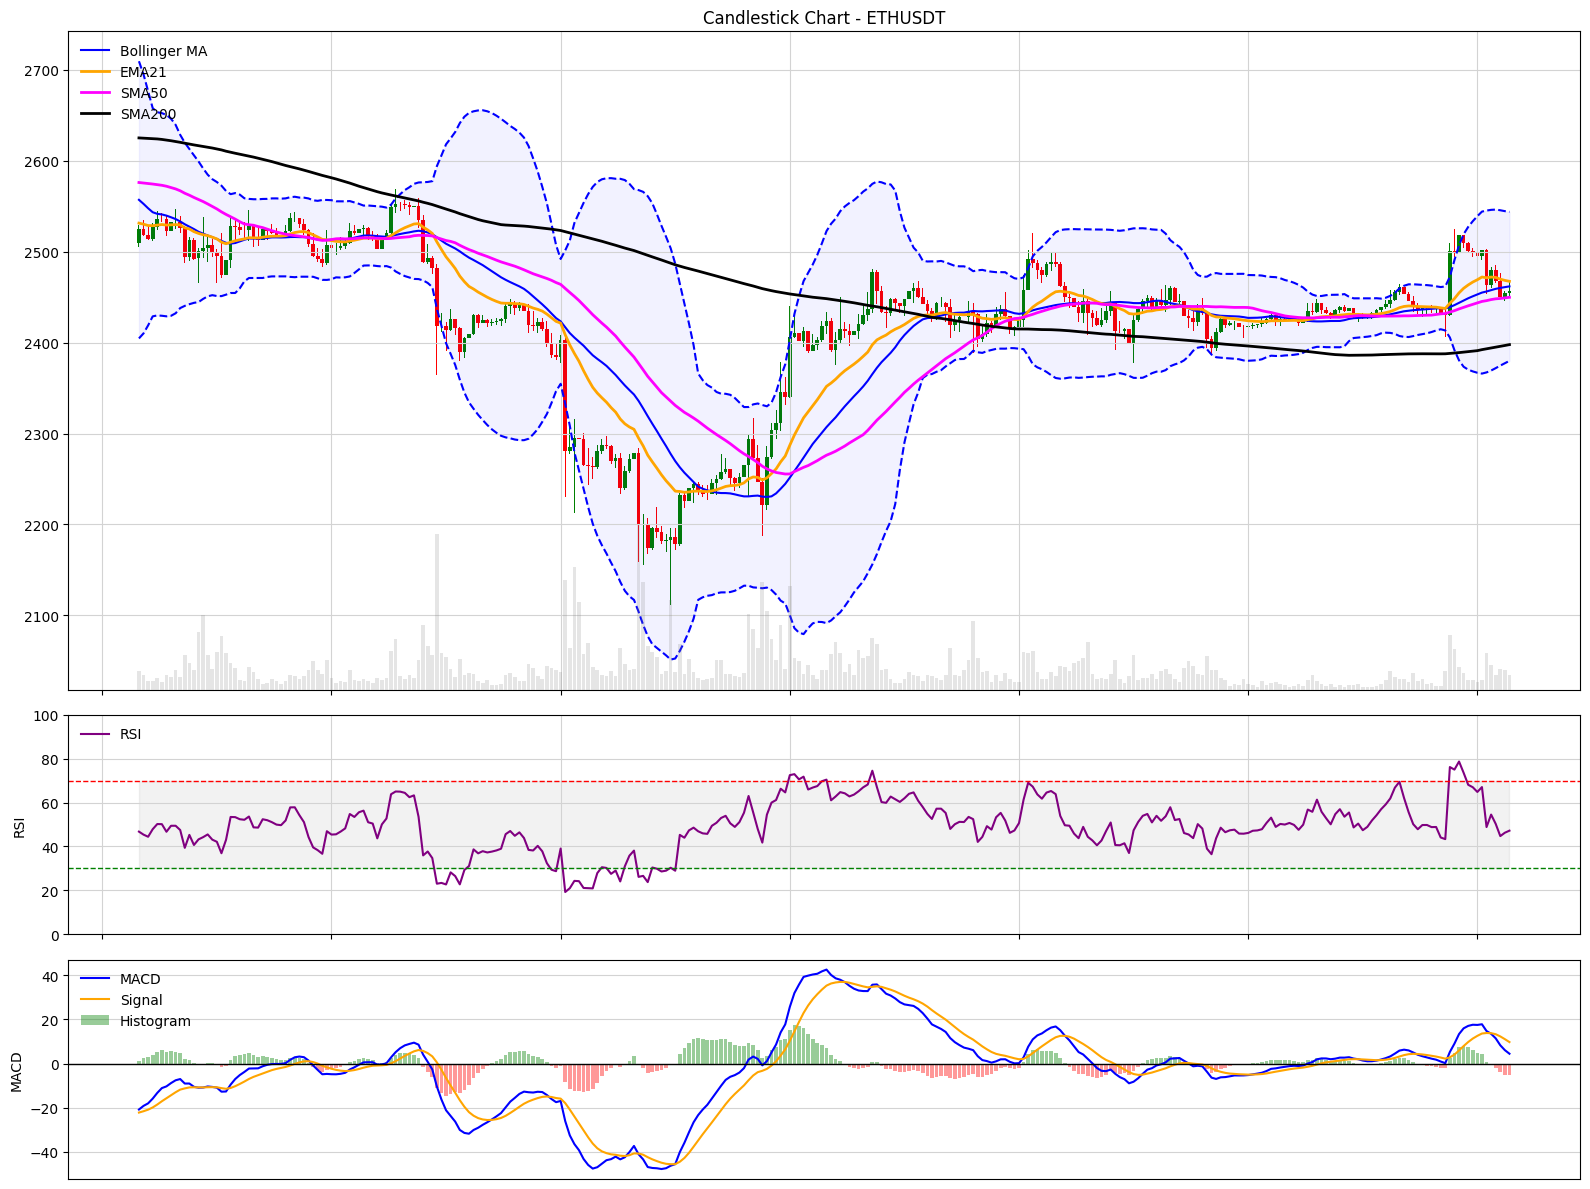 Candlestick Chart - ETHUSDT
Bollinger MA
EMA21
SMA50
SMA200
2700
2600
2500
2400
2300
2200
2100
RSI
100
80
60
40
20
0
RSI
MACD
Signal
Histogram
40
20
0
−20
−40
MACD